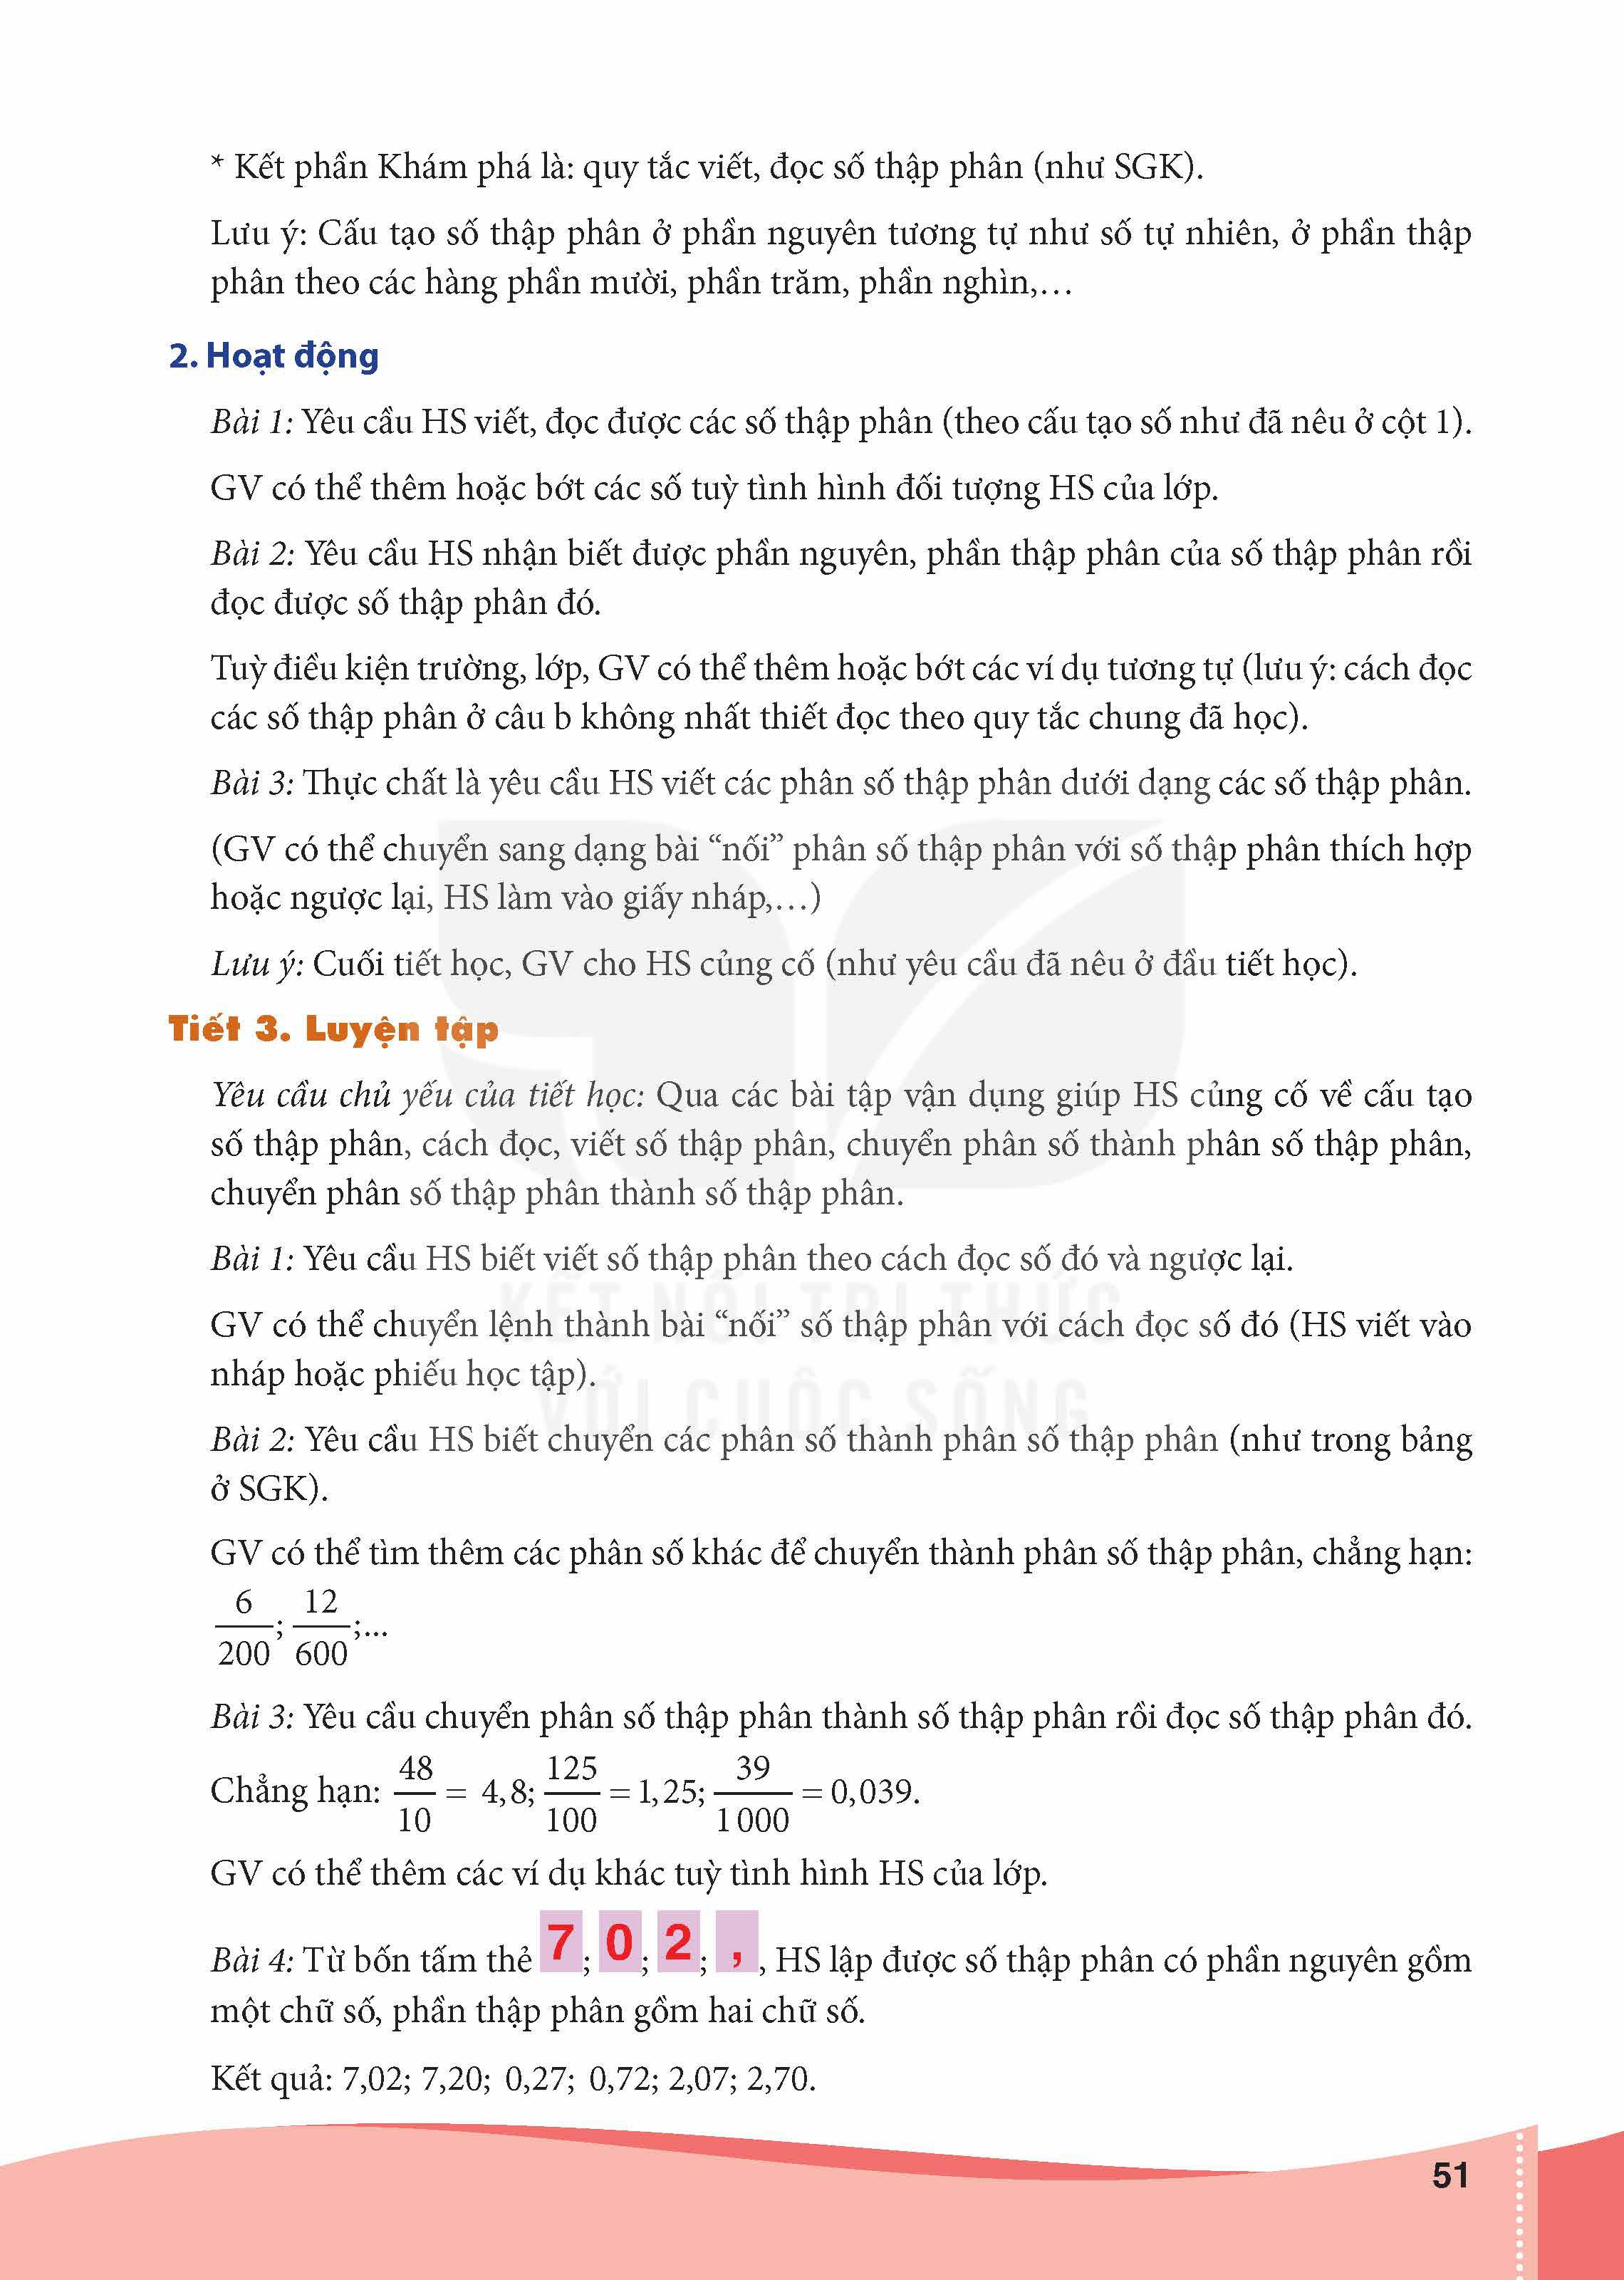 * Kết phần Khám phá là: quy tắc viết, đọc số thập phân (như SGK).
Lưu ý: Cấu tạo số thập phân ở phần nguyên tương tự như số tự nhiên, ở phần thập
phân theo các hàng phần mười, phần trăm, phần nghìn,…
2. Hoạt động
Bài 1: Yêu cầu HS viết, đọc được các số thập phân (theo cấu tạo số như đã nêu ở cột 1).
GV có thể thêm hoặc bớt các số tuỳ tình hình đối tượng HS của lớp.
Bài 2: Yêu cầu HS nhận biết được phần nguyên, phần thập phân của số thập phân rồi
đọc được số thập phân đó.
Tuỳ điều kiện trường, lớp, GV có thể thêm hoặc bớt các ví dụ tương tự (lưu ý: cách đọc
các số thập phân ở câu b không nhất thiết đọc theo quy tắc chung đã học).
Bài 3: Thực chất là yêu cầu HS viết các phân số thập phân dưới dạng các số thập phân.
(GV có thể chuyển sang dạng bài “nối” phân số thập phân với số thập phân thích hợp
hoặc ngược lại, HS làm vào giấy nháp,…)
Lưu ý: Cuối tiết học, GV cho HS củng cố (như yêu cầu đã nêu ở đầu tiết học).
Tiết 3. Luyện tập
Yêu cầu chủ yếu của tiết học: Qua các bài tập vận dụng giúp HS củng cố về cấu tạo
số thập phân, cách đọc, viết số thập phân, chuyển phân số thành phân số thập phân,
chuyển phân số thập phân thành số thập phân.
Bài 1: Yêu cầu HS biết viết số thập phân theo cách đọc số đó và ngược lại.
KẾT NỐI TRI THỨC
GV có thể chuyển lệnh thành bài “nối” số thập phân với cách đọc số đó (HS viết vào
nháp hoặc phiếu học tập).
VỚI CUỘC SỐNG
Bài 2: Yêu cầu HS biết chuyển các phân số thành phân số thập phân (như trong bảng
ở SGK).
GV có thể tìm thêm các phân số khác để chuyển thành phân số thập phân, chẳng hạn:
6/200; 12/600;...
Bài 3: Yêu cầu chuyển phân số thập phân thành số thập phân rồi đọc số thập phân đó.
Chẳng hạn: 48/10 = 4,8; 125/100 = 1,25; 39/1 000 = 0,039.
GV có thể thêm các ví dụ khác tuỳ tình hình HS của lớp.
Bài 4: Từ bốn tấm thẻ 7 ; 0 ; 2 ; , , HS lập được số thập phân có phần nguyên gồm
một chữ số, phần thập phân gồm hai chữ số.
Kết quả: 7,02; 7,20; 0,27; 0,72; 2,07; 2,70.
51